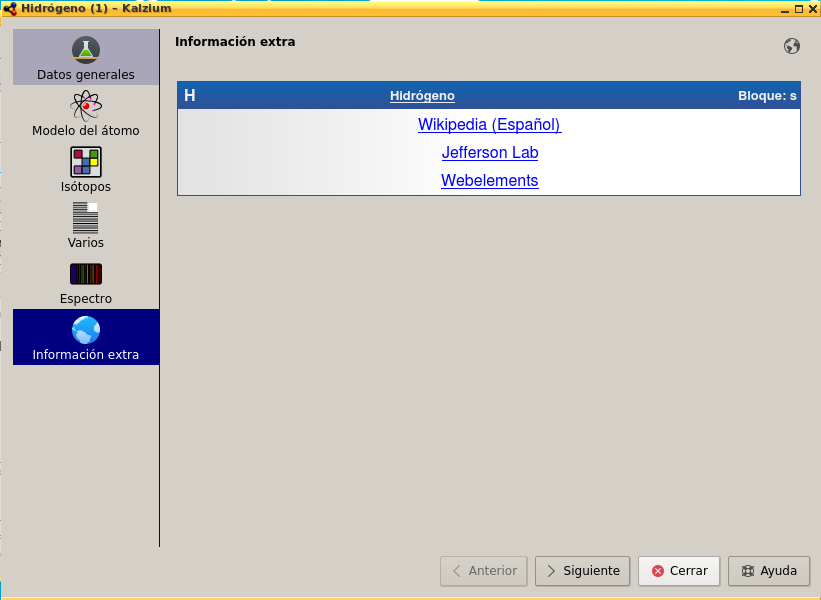 Hidrógeno (1) – Kalzium
Datos generales
Modelo del átomo
Isótopos
Varios
Espectro
Información extra
Información extra
H Hidrógeno Bloque: s
Wikipedia (Español)
Jefferson Lab
Webelements
Anterior Siguiente Cerrar Ayuda